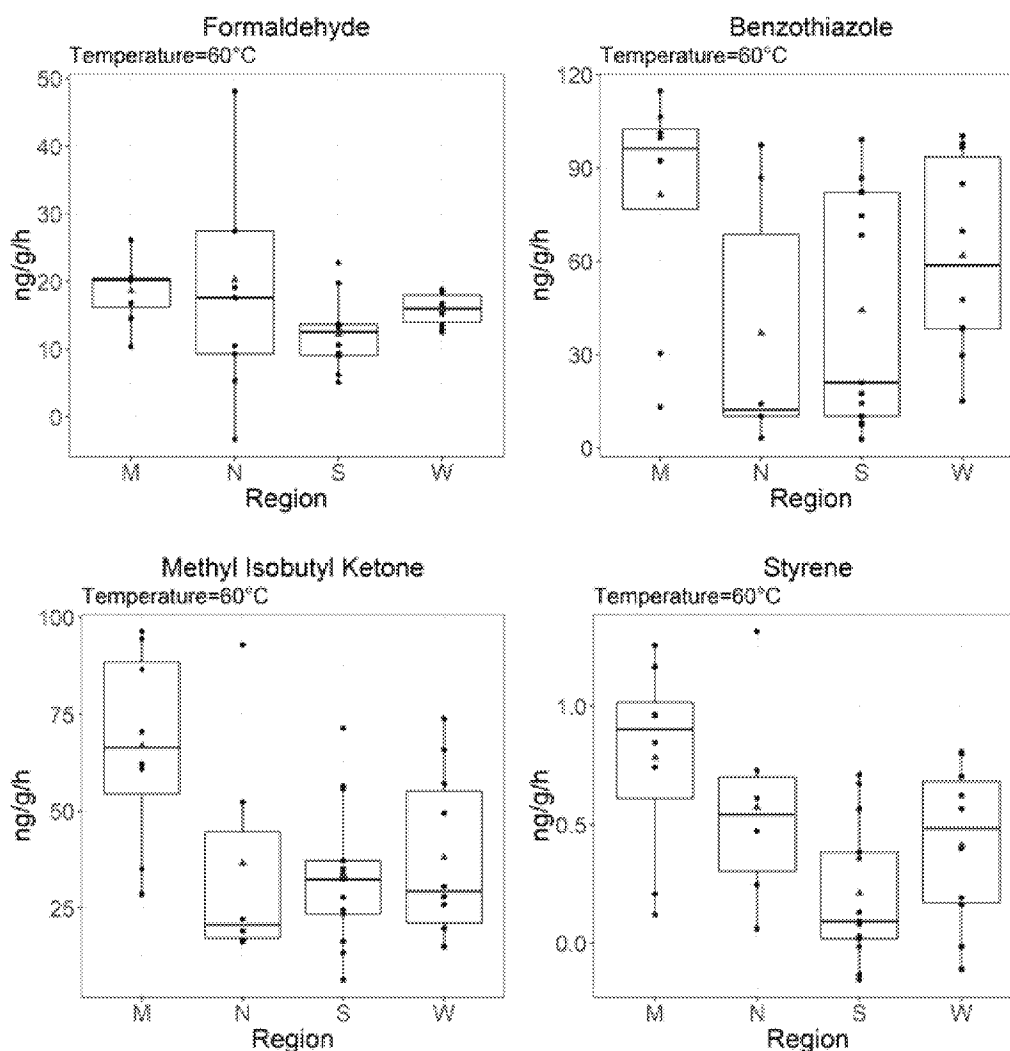 Formaldehyde
Temperature=60°C
50
40
30
20
10
0
ng/g/h
M N S W
Region
Benzothiazole
Temperature=60°C
120
90
60
30
0
ng/g/h
M N S W
Region
Methyl Isobutyl Ketone
Temperature=60°C
100
75
50
25
ng/g/h
M N S W
Region
Styrene
Temperature=60°C
1.0
0.5
0.0
ng/g/h
M N S W
Region